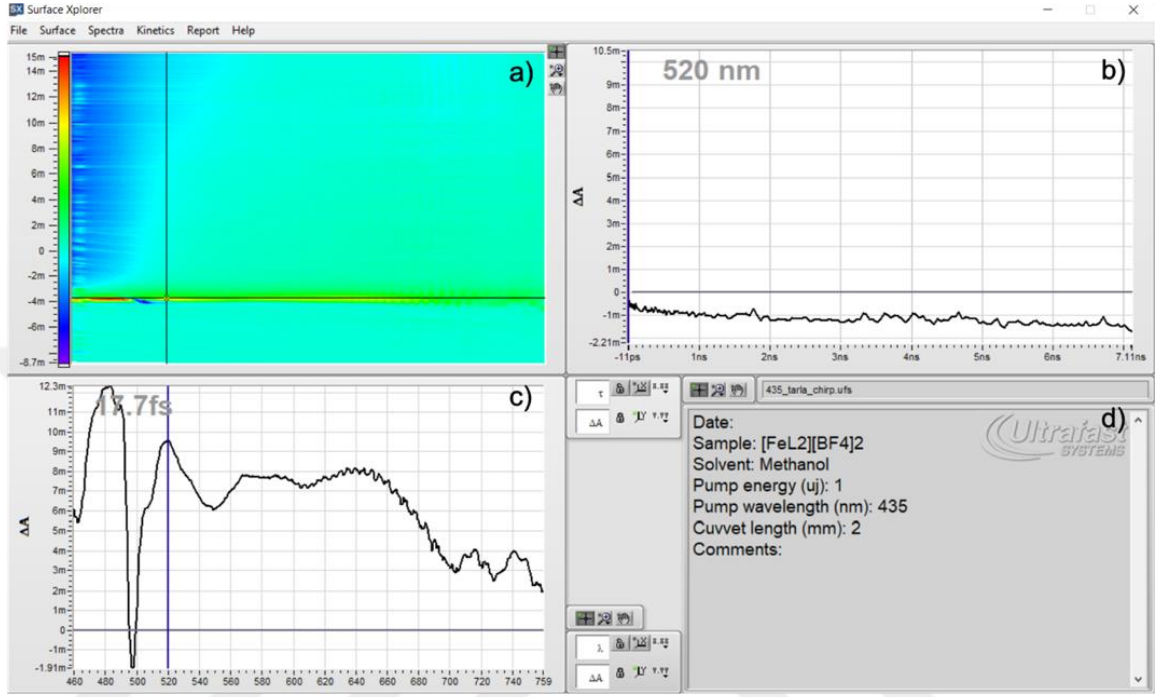 SX Surface Xplorer
File Surface Spectra Kinetics Report Help
a)
15m
14m
12m
10m
8m
6m
4m
2m
0
-2m
-4m
-6m
-8.7m
b)
520 nm
10.5m
9m
8m
7m
6m
5m
4m
3m
2m
1m
0
-1m
-2.21m
ΔA
-11ps 1ns 2ns 3ns 4ns 5ns 6ns 7.11ns
c)
17.7fs
12.3m
11m
10m
9m
8m
7m
6m
5m
4m
3m
2m
1m
0
-1m
-1.91m
ΔA
460 480 500 520 540 560 580 600 620 640 660 680 700 720 740 759
τ
ΔA
λ
ΔA
435_tarla_chirp.ufs
d)
Ultrafast
SYSTEMS
Date:
Sample: [FeL2][BF4]2
Solvent: Methanol
Pump energy (uj): 1
Pump wavelength (nm): 435
Cuvvet length (mm): 2
Comments: